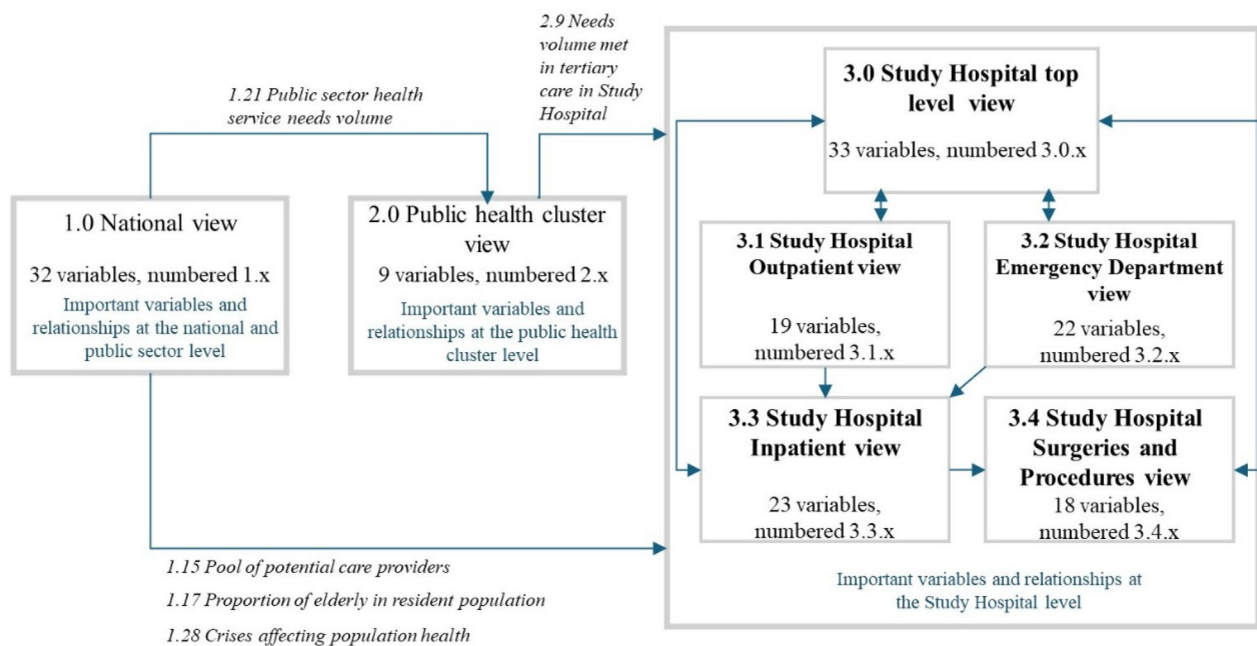 1.21 Public sector health
service needs volume
2.9 Needs
volume met
in tertiary
care in Study
Hospital
1.0 National view
32 variables, numbered 1.x
Important variables and
relationships at the national and
public sector level
2.0 Public health cluster
view
9 variables, numbered 2.x
Important variables and
relationships at the public health
cluster level
3.0 Study Hospital top
level view
33 variables, numbered 3.0.x
3.1 Study Hospital
Outpatient view
19 variables,
numbered 3.1.x
3.2 Study Hospital
Emergency Department
view
22 variables,
numbered 3.2.x
3.3 Study Hospital
Inpatient view
23 variables,
numbered 3.3.x
3.4 Study Hospital
Surgeries and
Procedures view
18 variables,
numbered 3.4.x
Important variables and relationships at
the Study Hospital level
1.15 Pool of potential care providers
1.17 Proportion of elderly in resident population
1.28 Crises affecting population health